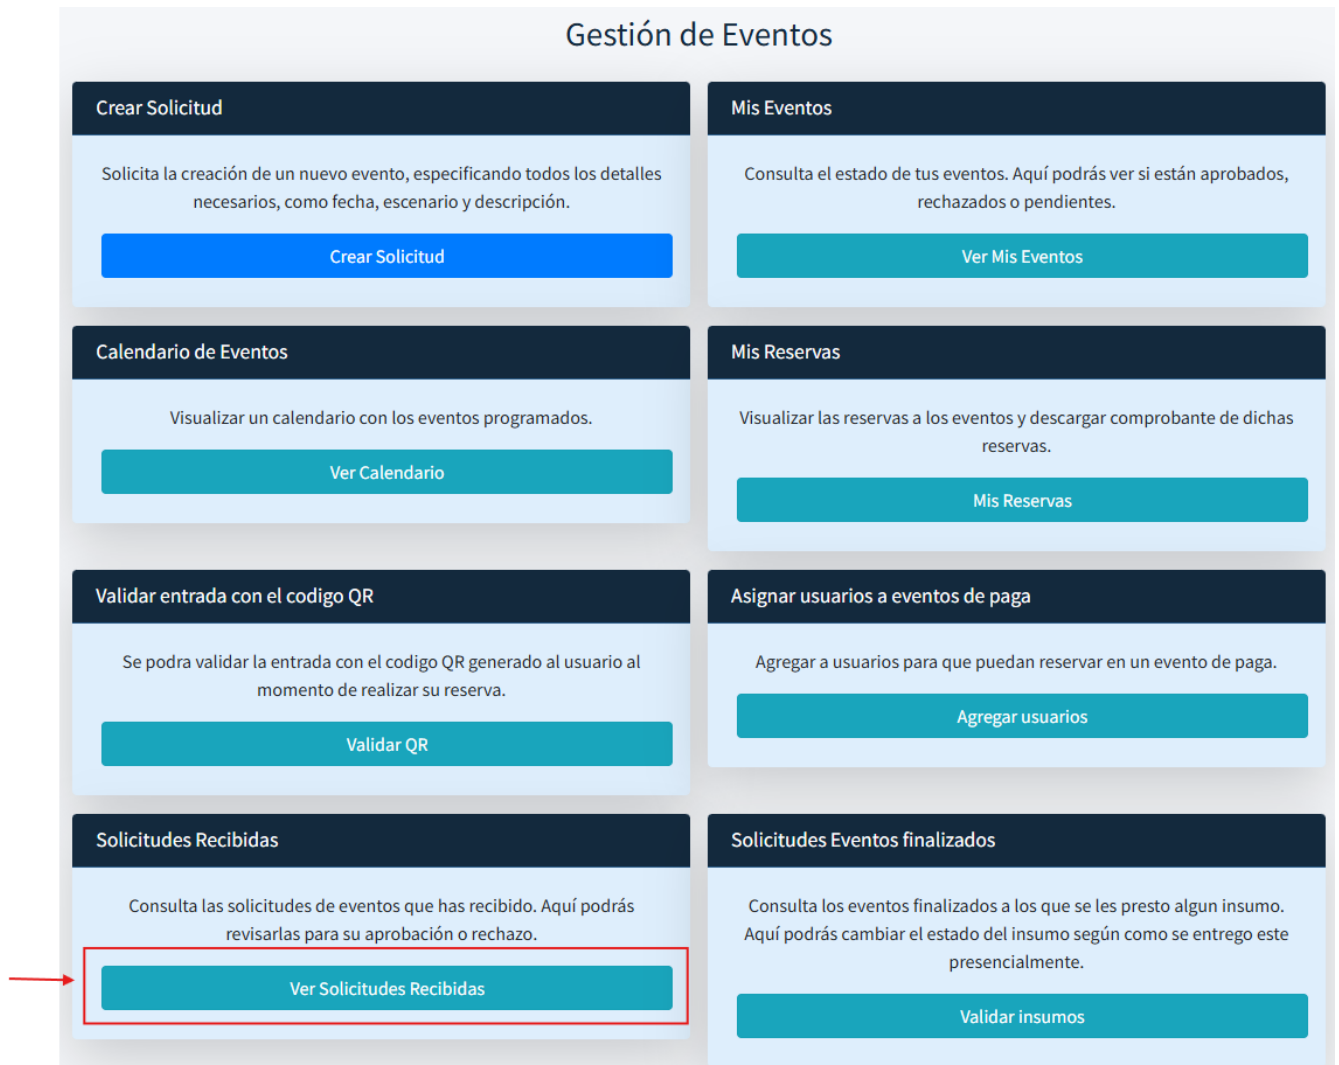 Gestión de Eventos
Crear Solicitud
Solicita la creación de un nuevo evento, especificando todos los detalles
necesarios, como fecha, escenario y descripción.
Crear Solicitud
Mis Eventos
Consulta el estado de tus eventos. Aquí podrás ver si están aprobados,
rechazados o pendientes.
Ver Mis Eventos
Calendario de Eventos
Visualizar un calendario con los eventos programados.
Ver Calendario
Mis Reservas
Visualizar las reservas a los eventos y descargar comprobante de dichas
reservas.
Mis Reservas
Validar entrada con el codigo QR
Se podra validar la entrada con el codigo QR generado al usuario al
momento de realizar su reserva.
Validar QR
Asignar usuarios a eventos de paga
Agregar a usuarios para que puedan reservar en un evento de paga.
Agregar usuarios
Solicitudes Recibidas
Consulta las solicitudes de eventos que has recibido. Aquí podrás
revisarlas para su aprobación o rechazo.
Ver Solicitudes Recibidas
Solicitudes Eventos finalizados
Consulta los eventos finalizados a los que se les presto algun insumo.
Aquí podrás cambiar el estado del insumo según como se entrego este
presencialmente.
Validar insumos